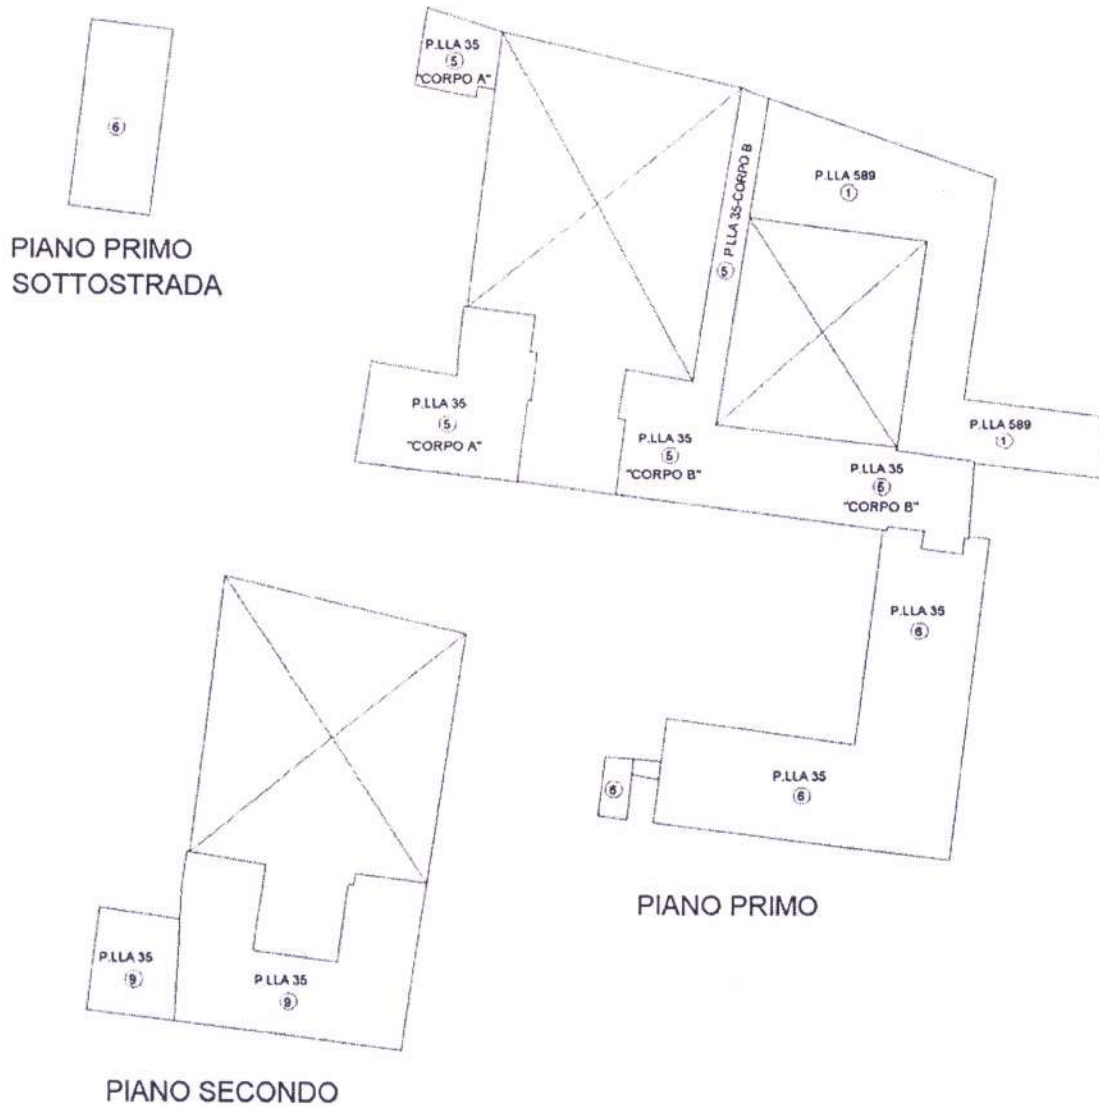 6
PIANO PRIMO
SOTTOSTRADA
P.LLA 35
5
"CORPO A"
5 P.LLA 35-CORPO B
P.LLA 589
1
P.LLA 35
5
"CORPO A"
P.LLA 35
5
"CORPO B"
P.LLA 35
5
"CORPO B"
P.LLA 589
1
P.LLA 35
6
P.LLA 35
6
6
PIANO PRIMO
P.LLA 35
9
P.LLA 35
9
PIANO SECONDO